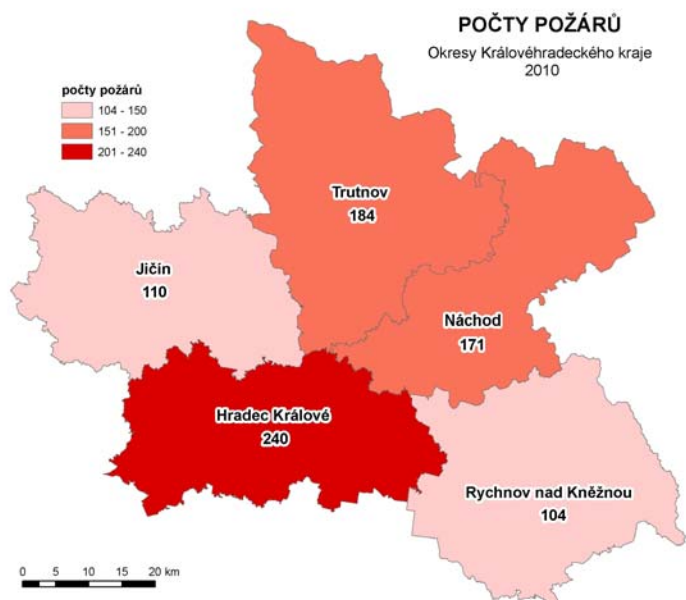 POČTY POŽÁRŮ
Okresy Královéhradeckého kraje
2010
počty požárů
104 - 150
151 - 200
201 - 240
Trutnov
184
Jičín
110
Náchod
171
Hradec Králové
240
Rychnov nad Kněžnou
104
0 5 10 15 20 km